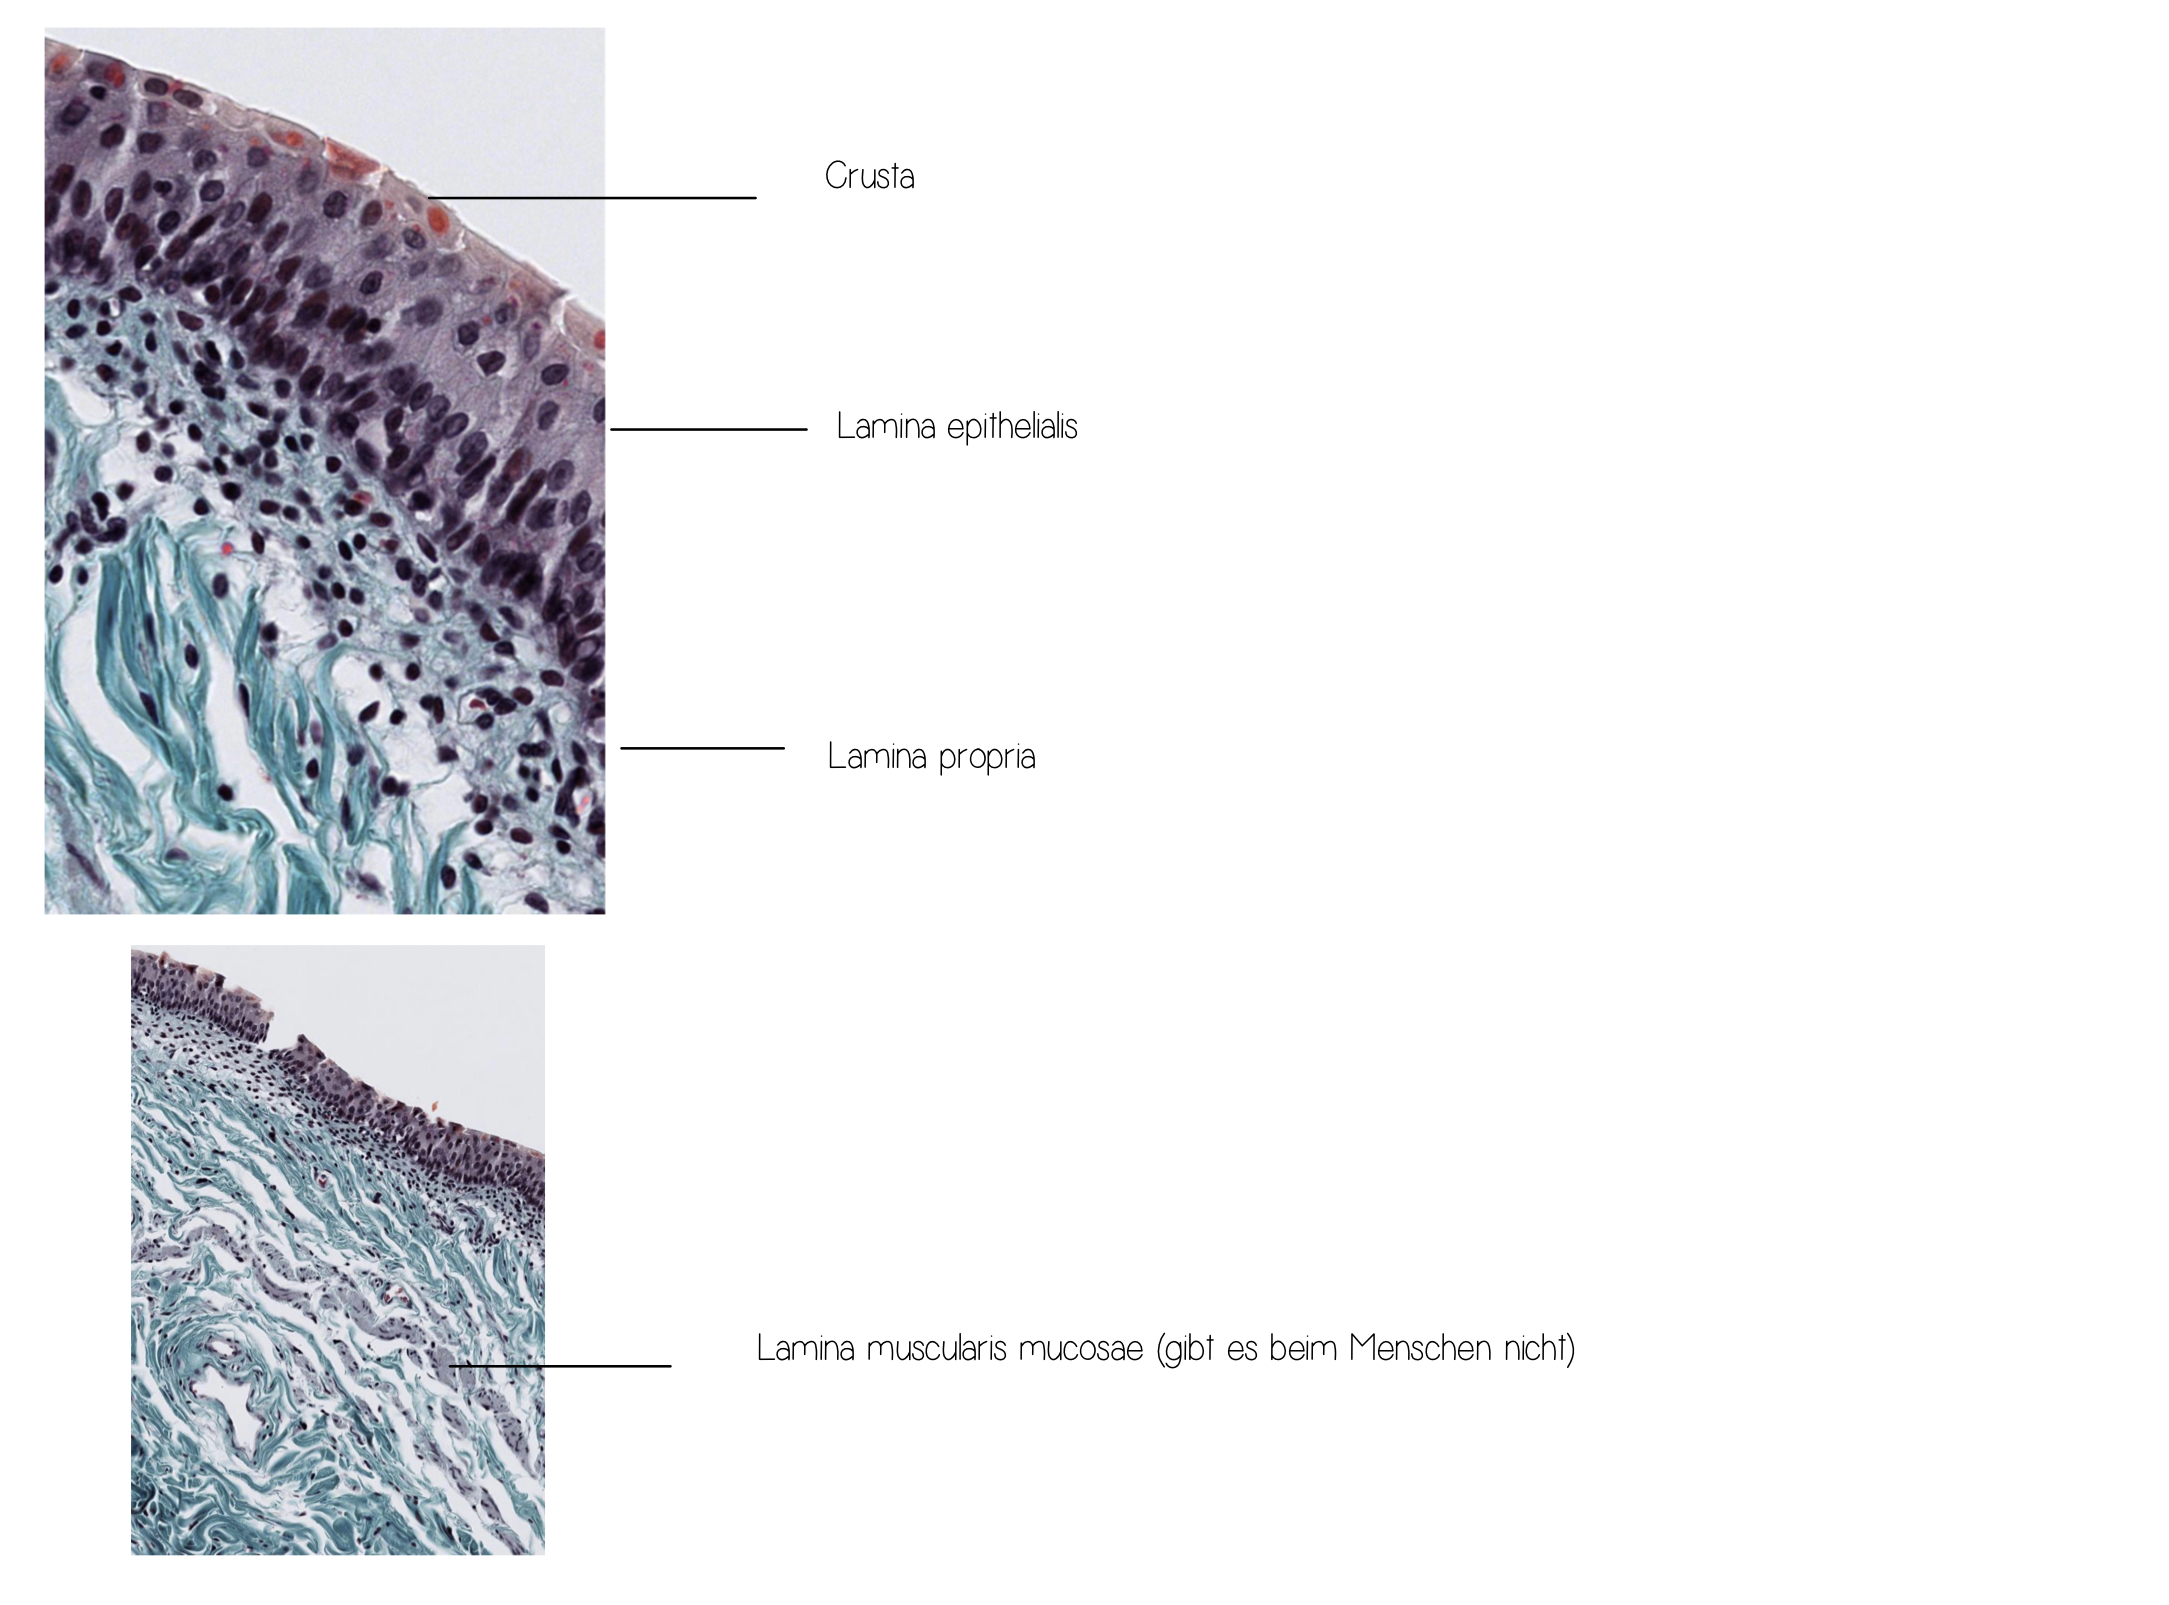 Crusta
Lamina epithelialis
Lamina propria
Lamina muscularis mucosae (gibt es beim Menschen nicht)